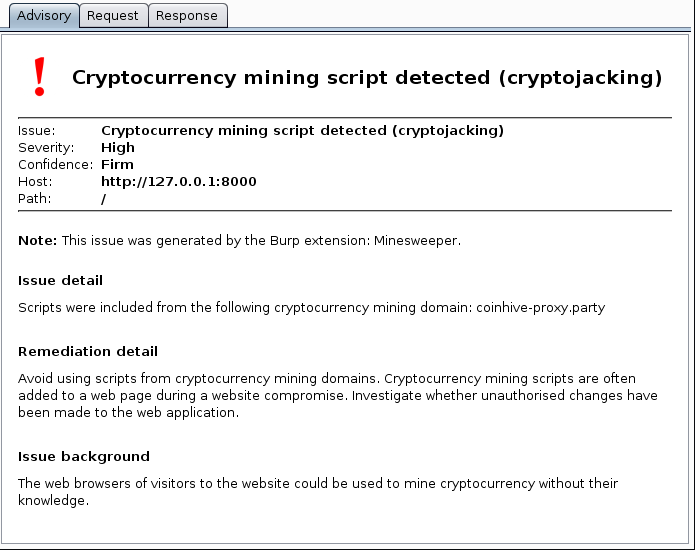 Advisory Request Response
Cryptocurrency mining script detected (cryptojacking)
Issue: Cryptocurrency mining script detected (cryptojacking)
Severity: High
Confidence: Firm
Host: http://127.0.0.1:8000
Path: /
Note: This issue was generated by the Burp extension: Minesweeper.
Issue detail
Scripts were included from the following cryptocurrency mining domain: coinhive-proxy.party
Remediation detail
Avoid using scripts from cryptocurrency mining domains. Cryptocurrency mining scripts are often
added to a web page during a website compromise. Investigate whether unauthorised changes have
been made to the web application.
Issue background
The web browsers of visitors to the website could be used to mine cryptocurrency without their
knowledge.